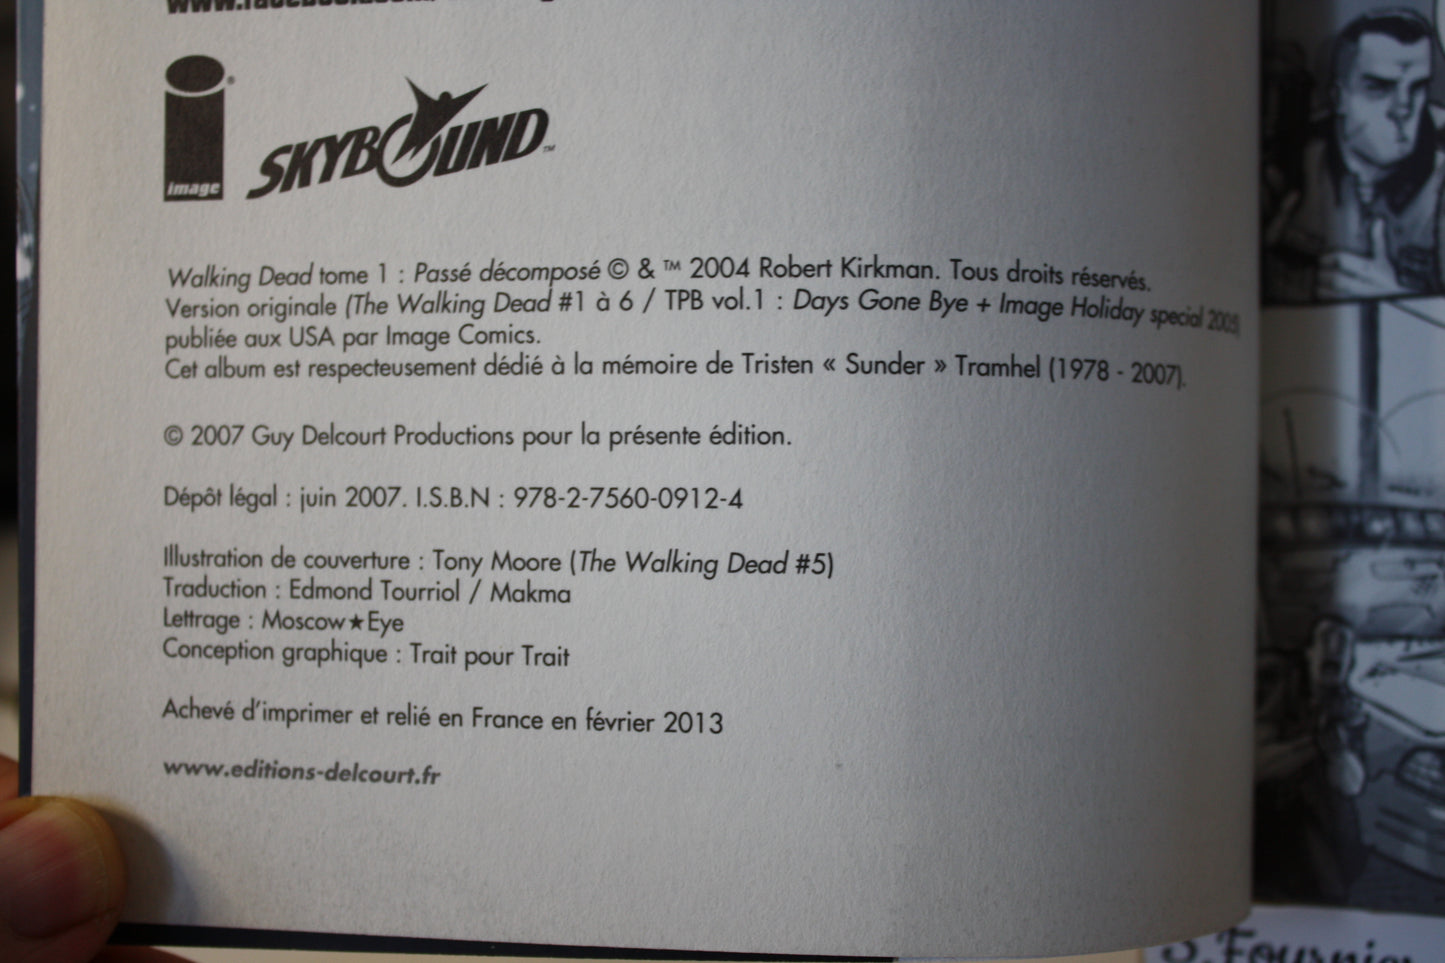 image
SKYBOUND™
Walking Dead tome 1 : Passé décomposé © & ™ 2004 Robert Kirkman. Tous droits réservés.
Version originale (The Walking Dead #1 à 6 / TPB vol.1 : Days Gone Bye + Image Holiday special 2005)
publiée aux USA par Image Comics.
Cet album est respecteusement dédié à la mémoire de Tristen « Sunder » Tramhel (1978 - 2007).
© 2007 Guy Delcourt Productions pour la présente édition.
Dépôt légal : juin 2007. I.S.B.N : 978-2-7560-0912-4
Illustration de couverture : Tony Moore (The Walking Dead #5)
Traduction : Edmond Tourriol / Makma
Lettrage : Moscow★Eye
Conception graphique : Trait pour Trait
Achevé d'imprimer et relié en France en février 2013
www.editions-delcourt.fr
S. Fournier